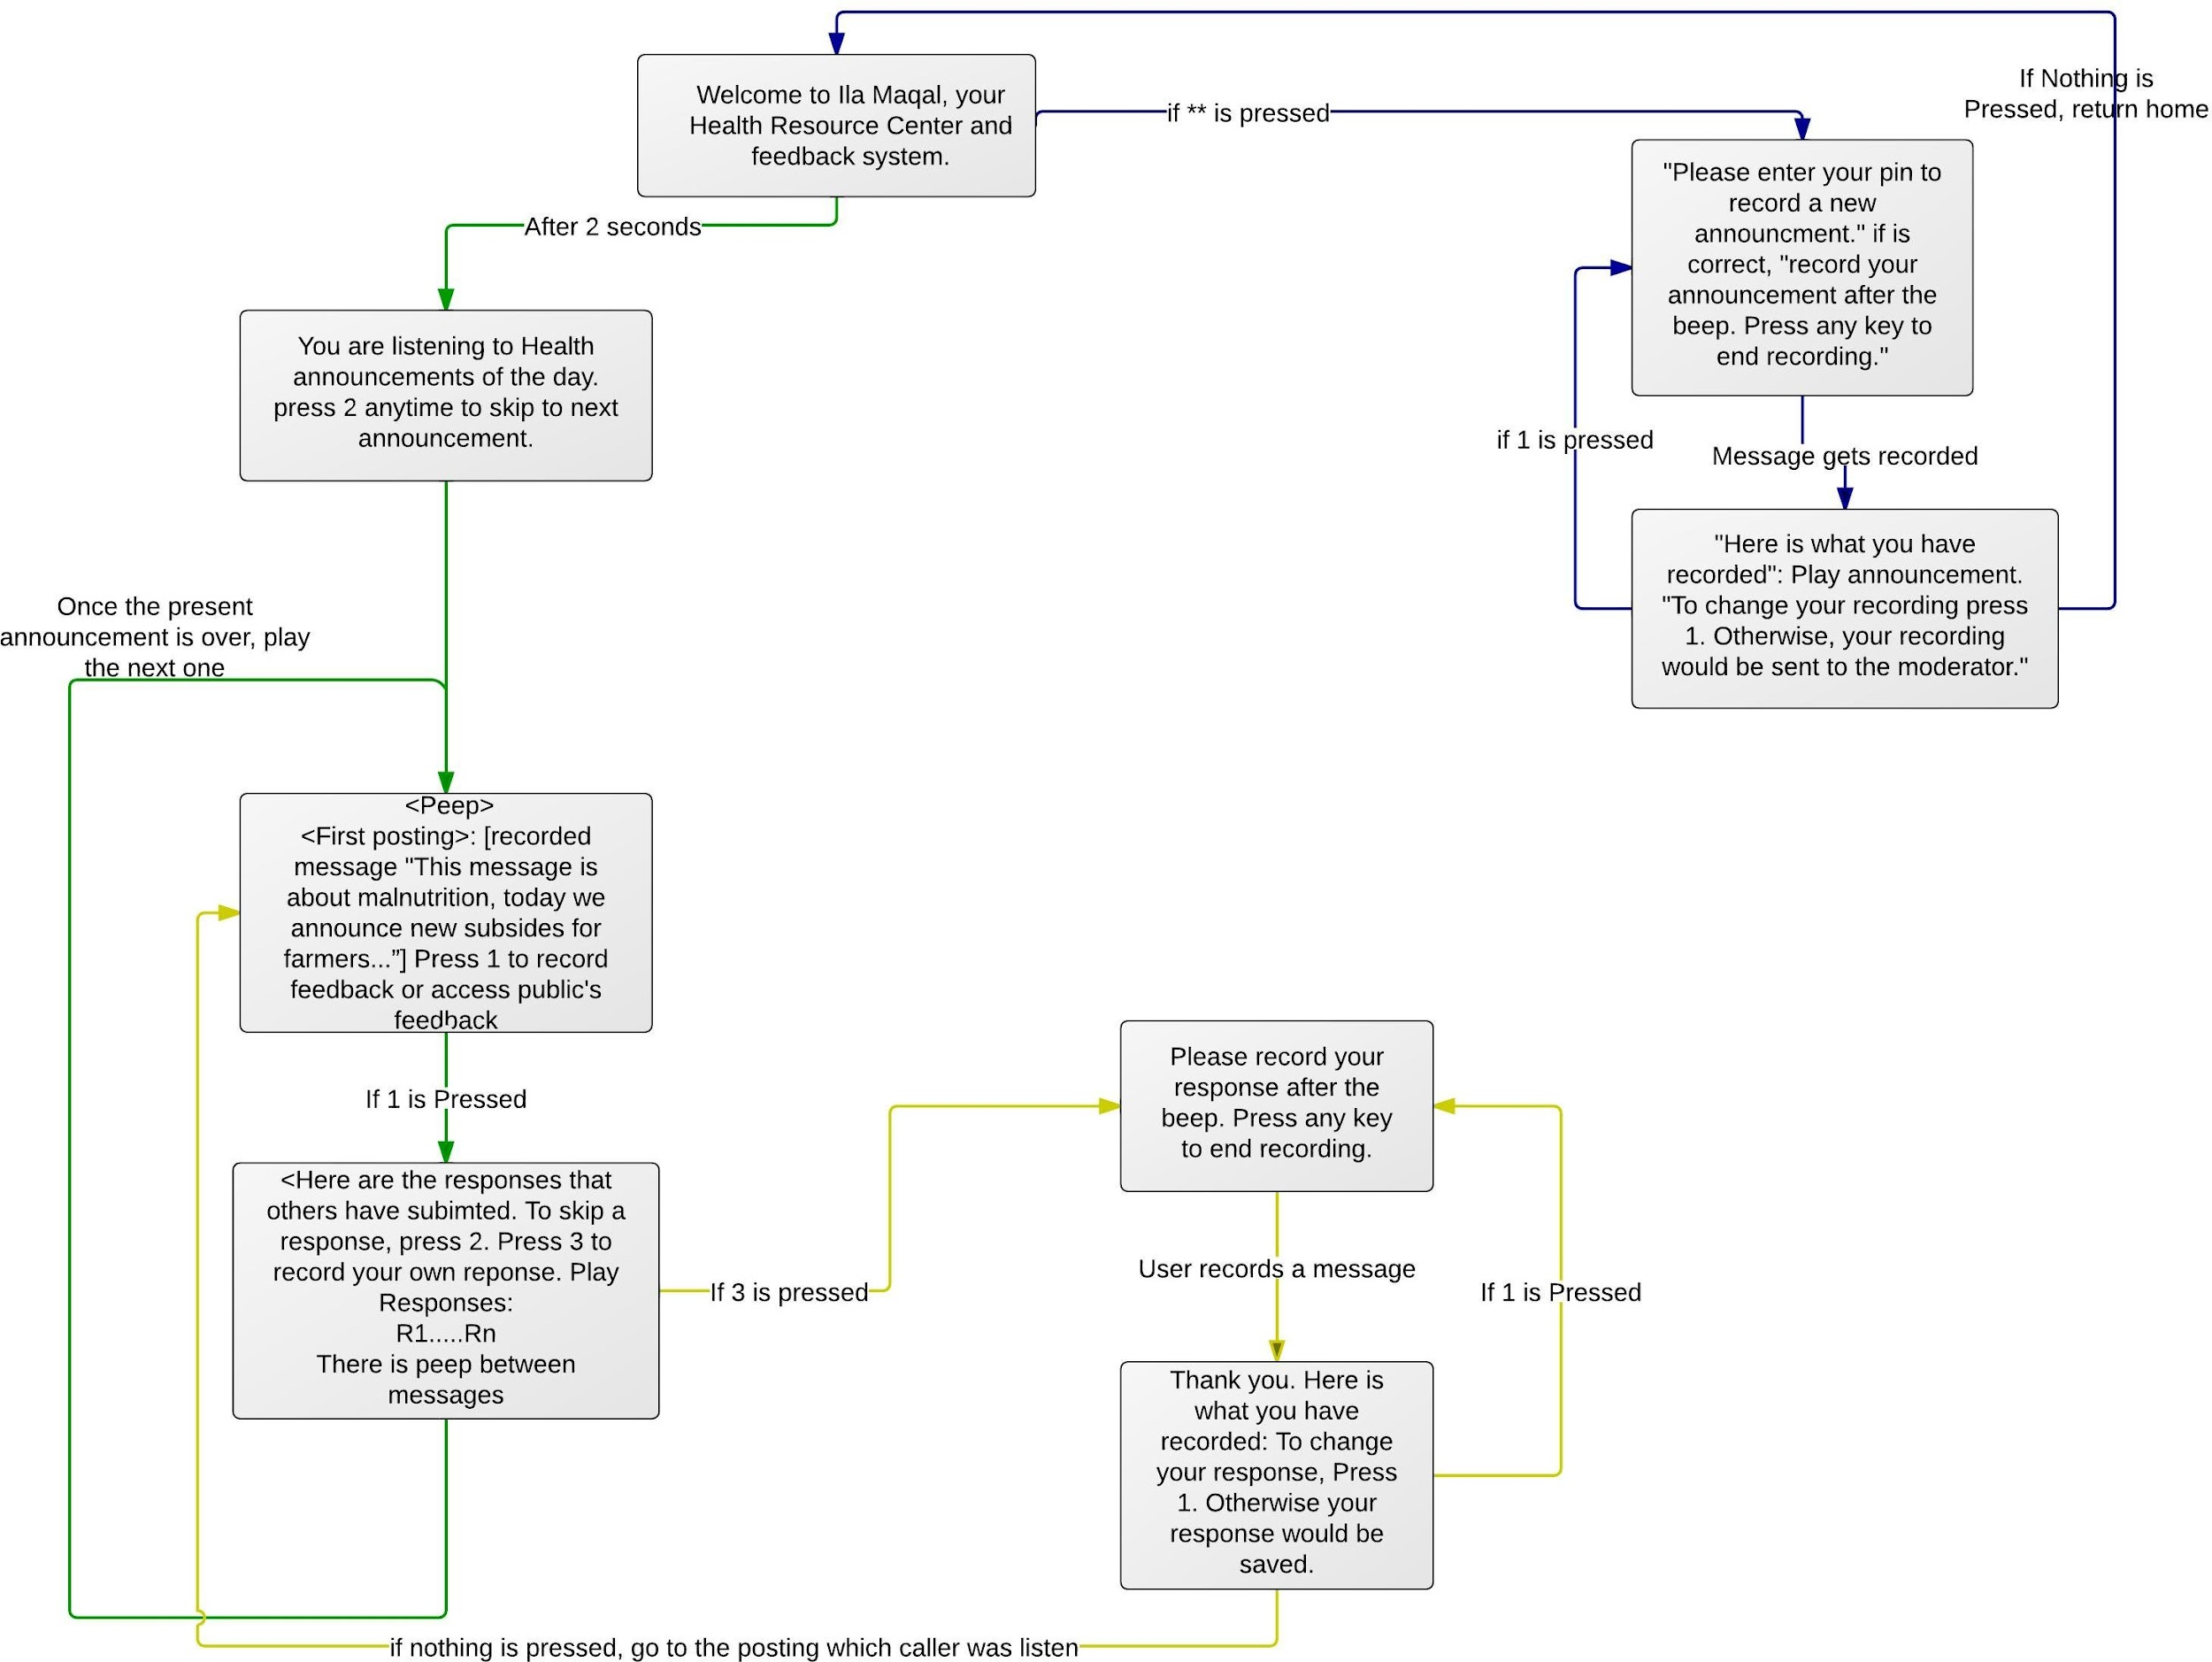 Welcome to Ila Maqal, your
Health Resource Center and
feedback system.
if ** is pressed
If Nothing is
Pressed, return home
"Please enter your pin to
record a new
announcment." if is
correct, "record your
announcement after the
beep. Press any key to
end recording."
After 2 seconds
You are listening to Health
announcements of the day.
press 2 anytime to skip to next
announcement.
if 1 is pressed
Message gets recorded
"Here is what you have
recorded": Play announcement.
"To change your recording press
1. Otherwise, your recording
would be sent to the moderator."
Once the present
announcement is over, play
the next one
<Peep>
<First posting>: [recorded
message "This message is
about malnutrition, today we
announce new subsides for
farmers...”] Press 1 to record
feedback or access public's
feedback
If 1 is Pressed
<Here are the responses that
others have subimted. To skip a
response, press 2. Press 3 to
record your own reponse. Play
Responses:
R1.....Rn
There is peep between
messages
If 3 is pressed
Please record your
response after the
beep. Press any key
to end recording.
User records a message
If 1 is Pressed
Thank you. Here is
what you have
recorded: To change
your response, Press
1. Otherwise your
response would be
saved.
if nothing is pressed, go to the posting which caller was listen